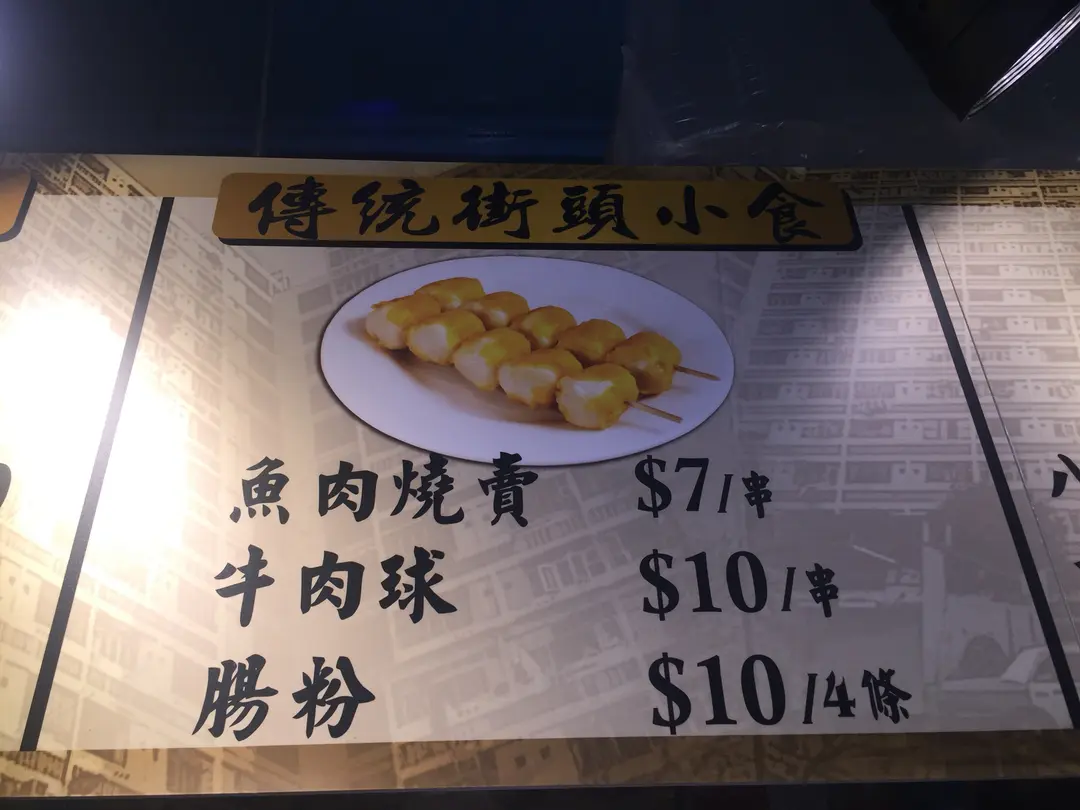 傳統街頭小食
魚肉燒賣 $7/串
牛肉球 $10/串
腸粉 $10/4條